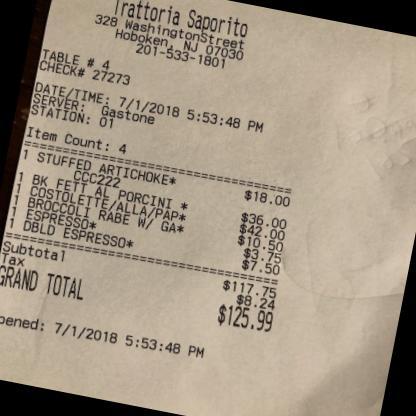 Trattoria Saporito
328 WashingtonStreet
Hoboken, NJ 07030
201-533-1801
TABLE # 4
CHECK# 27273
DATE/TIME: 7/1/2018 5:53:48 PM
SERVER: Gastone
STATION: 01
Item Count: 4
1 STUFFED ARTICHOKE* $18.00
CCC222
1 BK FETT AL PORCINI * $36.00
1 COSTOLETTE/ALLA/PAP* $42.00
1 BROCCOLI RABE W/ GA* $10.50
1 ESPRESSO* $3.75
1 DBLD ESPRESSO* $7.50
Subtotal $117.75
Tax $8.24
GRAND TOTAL $125.99
pened: 7/1/2018 5:53:48 PM